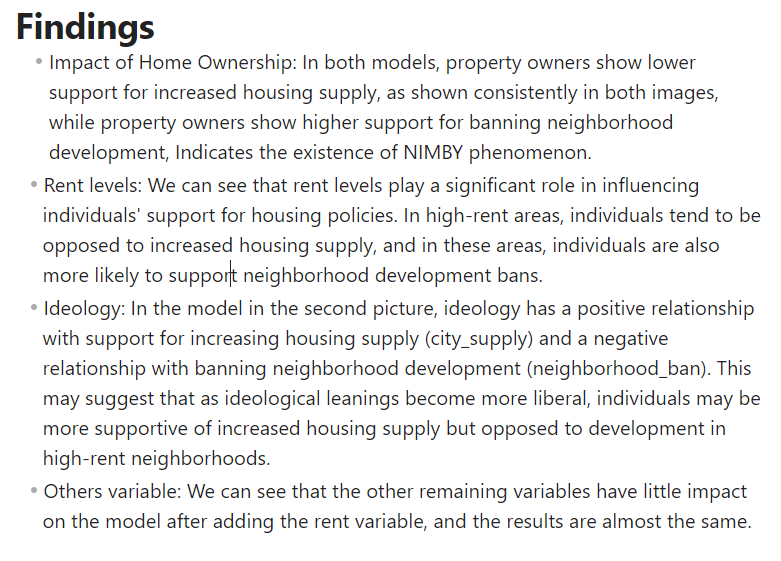 Findings
• Impact of Home Ownership: In both models, property owners show lower
support for increased housing supply, as shown consistently in both images,
while property owners show higher support for banning neighborhood
development, Indicates the existence of NIMBY phenomenon.
• Rent levels: We can see that rent levels play a significant role in influencing
individuals' support for housing policies. In high-rent areas, individuals tend to be
opposed to increased housing supply, and in these areas, individuals are also
more likely to support neighborhood development bans.
• Ideology: In the model in the second picture, ideology has a positive relationship
with support for increasing housing supply (city_supply) and a negative
relationship with banning neighborhood development (neighborhood_ban). This
may suggest that as ideological leanings become more liberal, individuals may be
more supportive of increased housing supply but opposed to development in
high-rent neighborhoods.
• Others variable: We can see that the other remaining variables have little impact
on the model after adding the rent variable, and the results are almost the same.